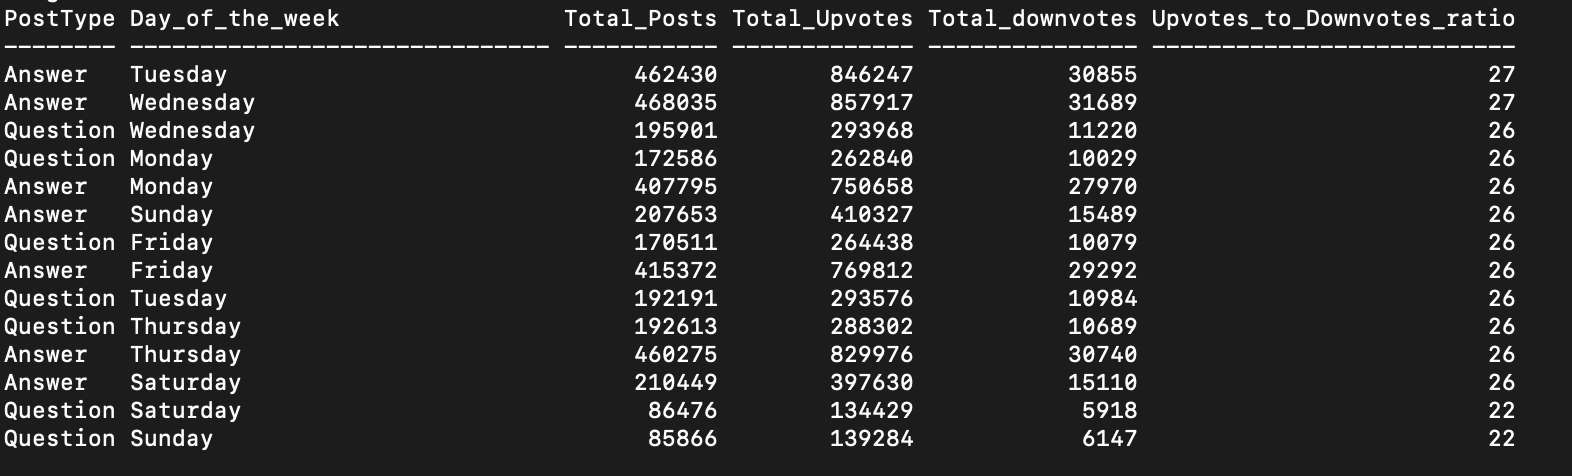 PostType Day_of_the_week                Total_Posts Total_Upvotes Total_downvotes Upvotes_to_Downvotes_ratio
-------- ------------------------------ ----------- ------------- --------------- --------------------------
Answer   Tuesday                             462430        846247           30855                         27
Answer   Wednesday                           468035        857917           31689                         27
Question Wednesday                           195901        293968           11220                         26
Question Monday                              172586        262840           10029                         26
Answer   Monday                              407795        750658           27970                         26
Answer   Sunday                              207653        410327           15489                         26
Question Friday                              170511        264438           10079                         26
Answer   Friday                              415372        769812           29292                         26
Question Tuesday                             192191        293576           10984                         26
Question Thursday                            192613        288302           10689                         26
Answer   Thursday                            460275        829976           30740                         26
Answer   Saturday                            210449        397630           15110                         26
Question Saturday                             86476        134429            5918                         22
Question Sunday                               85866        139284            6147                         22